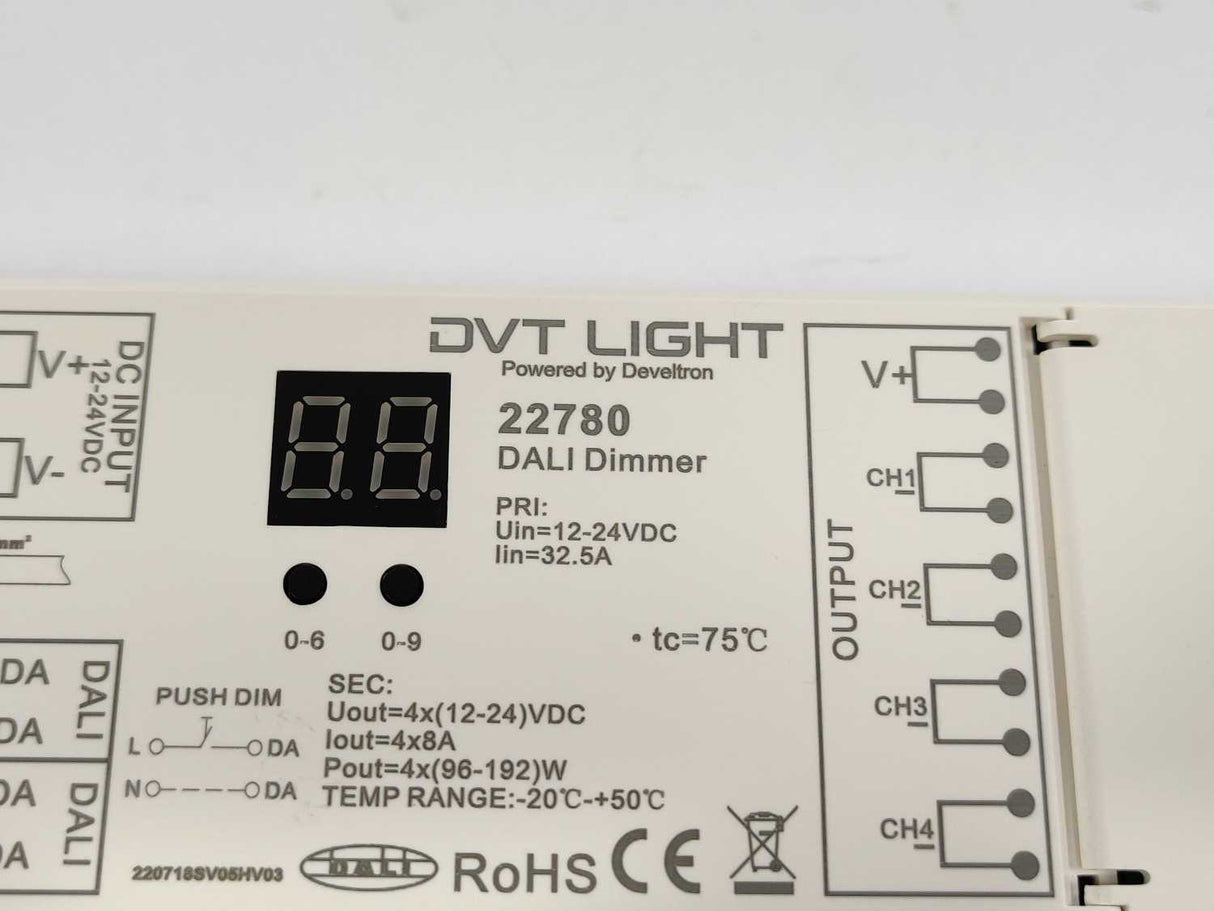 DVT LIGHT
Powered by Develtron
22780
DALI Dimmer
PRI:
Uin=12-24VDC
Iin=32.5A
• tc=75℃
V+
V-
DC INPUT
12-24VDC
mm²
0~6
0~9
DA
DA
DALI
DA
DA
DALI
PUSH DIM
L
DA
N
DA
SEC:
Uout=4x(12-24)VDC
Iout=4x8A
Pout=4x(96-192)W
TEMP RANGE:-20℃-+50℃
220718SV05HV03
DALI
RoHS
CE
OUTPUT
V+
CH1
CH2
CH3
CH4